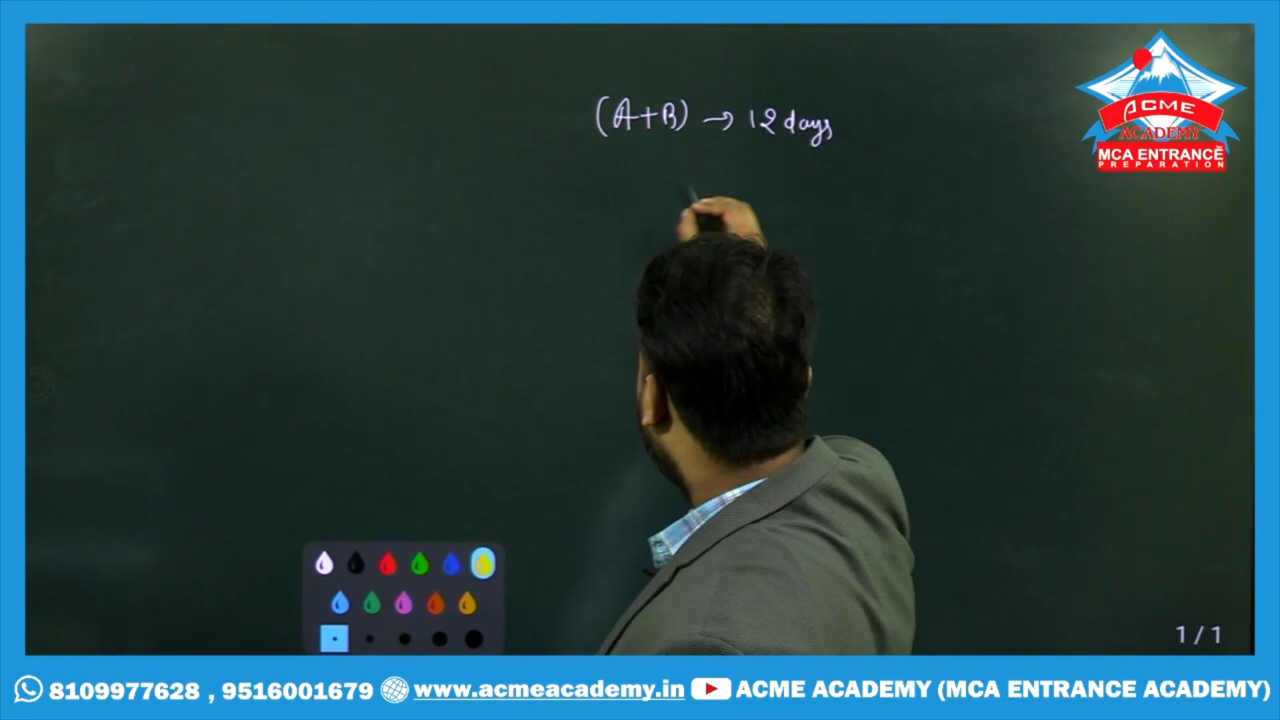 (A+B) → 12 days
ACME
ACADEMY
MCA ENTRANCE
PREPARATION
1 / 1
8109977628 , 9516001679 www.acmeacademy.in ACME ACADEMY (MCA ENTRANCE ACADEMY)